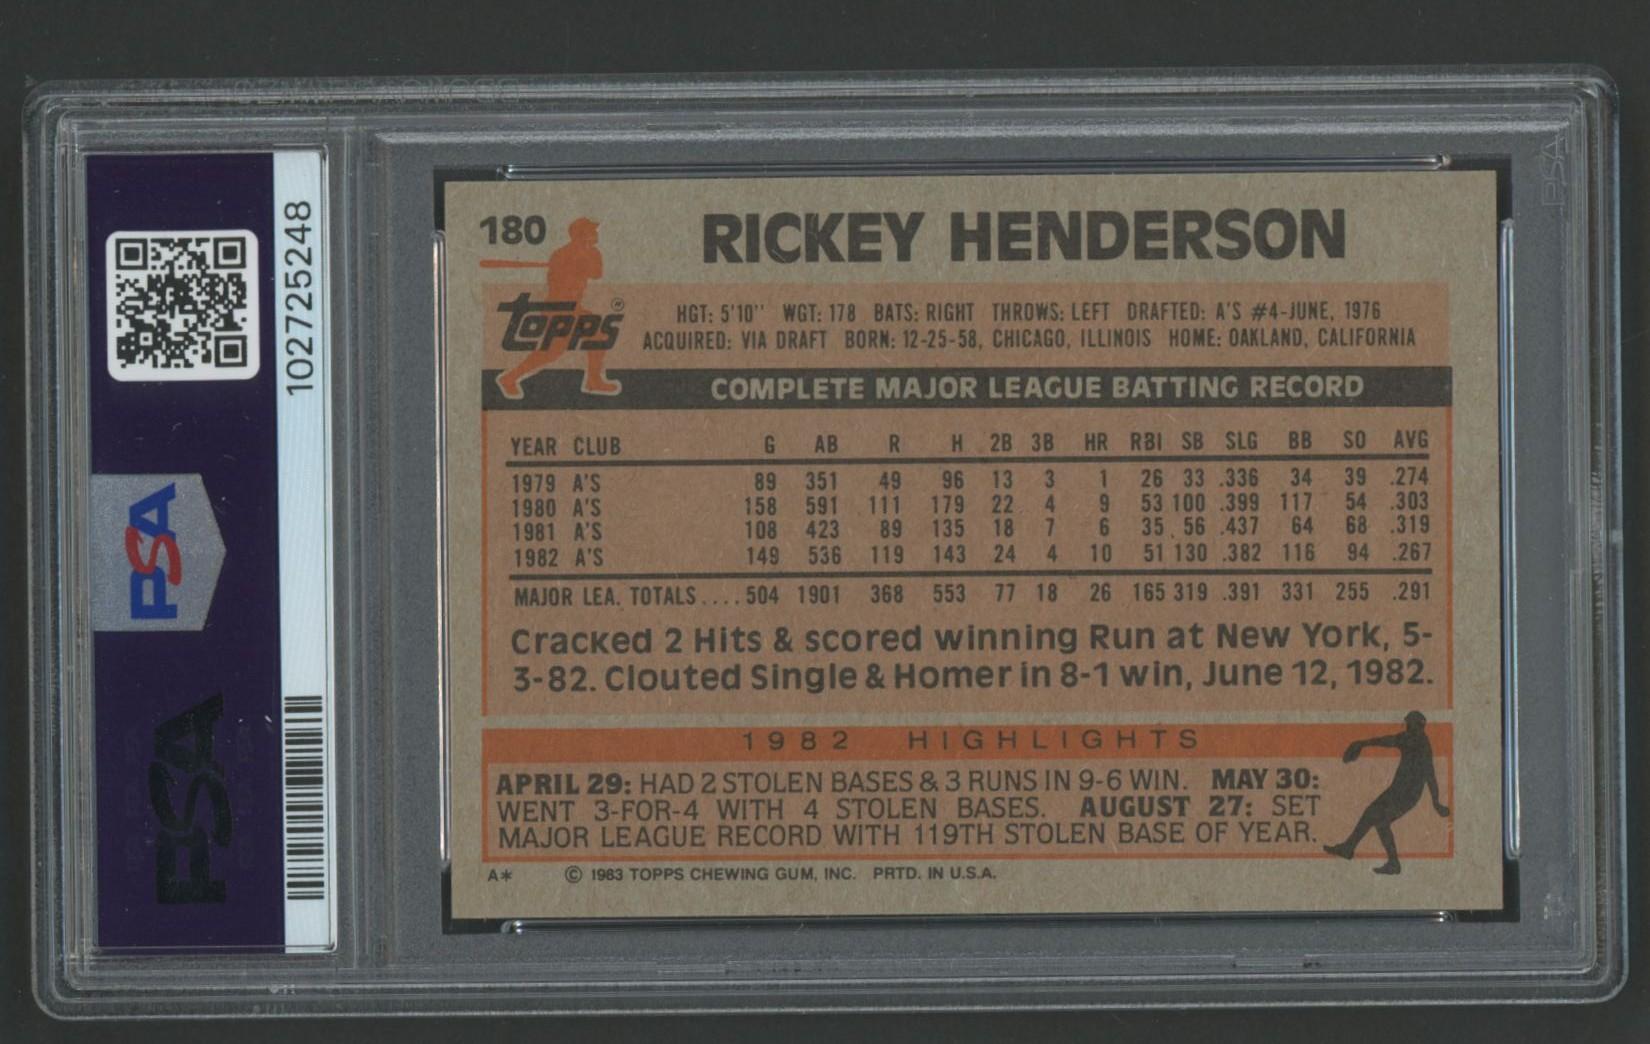 180 RICKEY HENDERSON
Topps®
HGT: 5'10" WGT: 178 BATS: RIGHT THROWS: LEFT DRAFTED: A'S #4-JUNE, 1976
ACQUIRED: VIA DRAFT BORN: 12-25-58, CHICAGO, ILLINOIS HOME: OAKLAND, CALIFORNIA
COMPLETE MAJOR LEAGUE BATTING RECORD
YEAR CLUB G AB R H 2B 3B HR RBI SB SLG BB SO AVG
1979 A'S 89 351 49 96 13 3 1 26 33 .336 34 39 .274
1980 A'S 158 591 111 179 22 4 9 53 100 .399 117 54 .303
1981 A'S 108 423 89 135 18 7 6 35 56 .437 64 68 .319
1982 A'S 149 536 119 143 24 4 10 51 130 .382 116 94 .267
MAJOR LEA. TOTALS.... 504 1901 368 553 77 18 26 165 319 .391 331 255 .291
Cracked 2 Hits & scored winning Run at New York, 5-
3-82. Clouted Single & Homer in 8-1 win, June 12, 1982.
1982 HIGHLIGHTS
APRIL 29: HAD 2 STOLEN BASES & 3 RUNS IN 9-6 WIN. MAY 30:
WENT 3-FOR-4 WITH 4 STOLEN BASES. AUGUST 27: SET
MAJOR LEAGUE RECORD WITH 119TH STOLEN BASE OF YEAR.
A* © 1983 TOPPS CHEWING GUM, INC. PRTD. IN U.S.A.
102725248
PSA
PSA
PSA